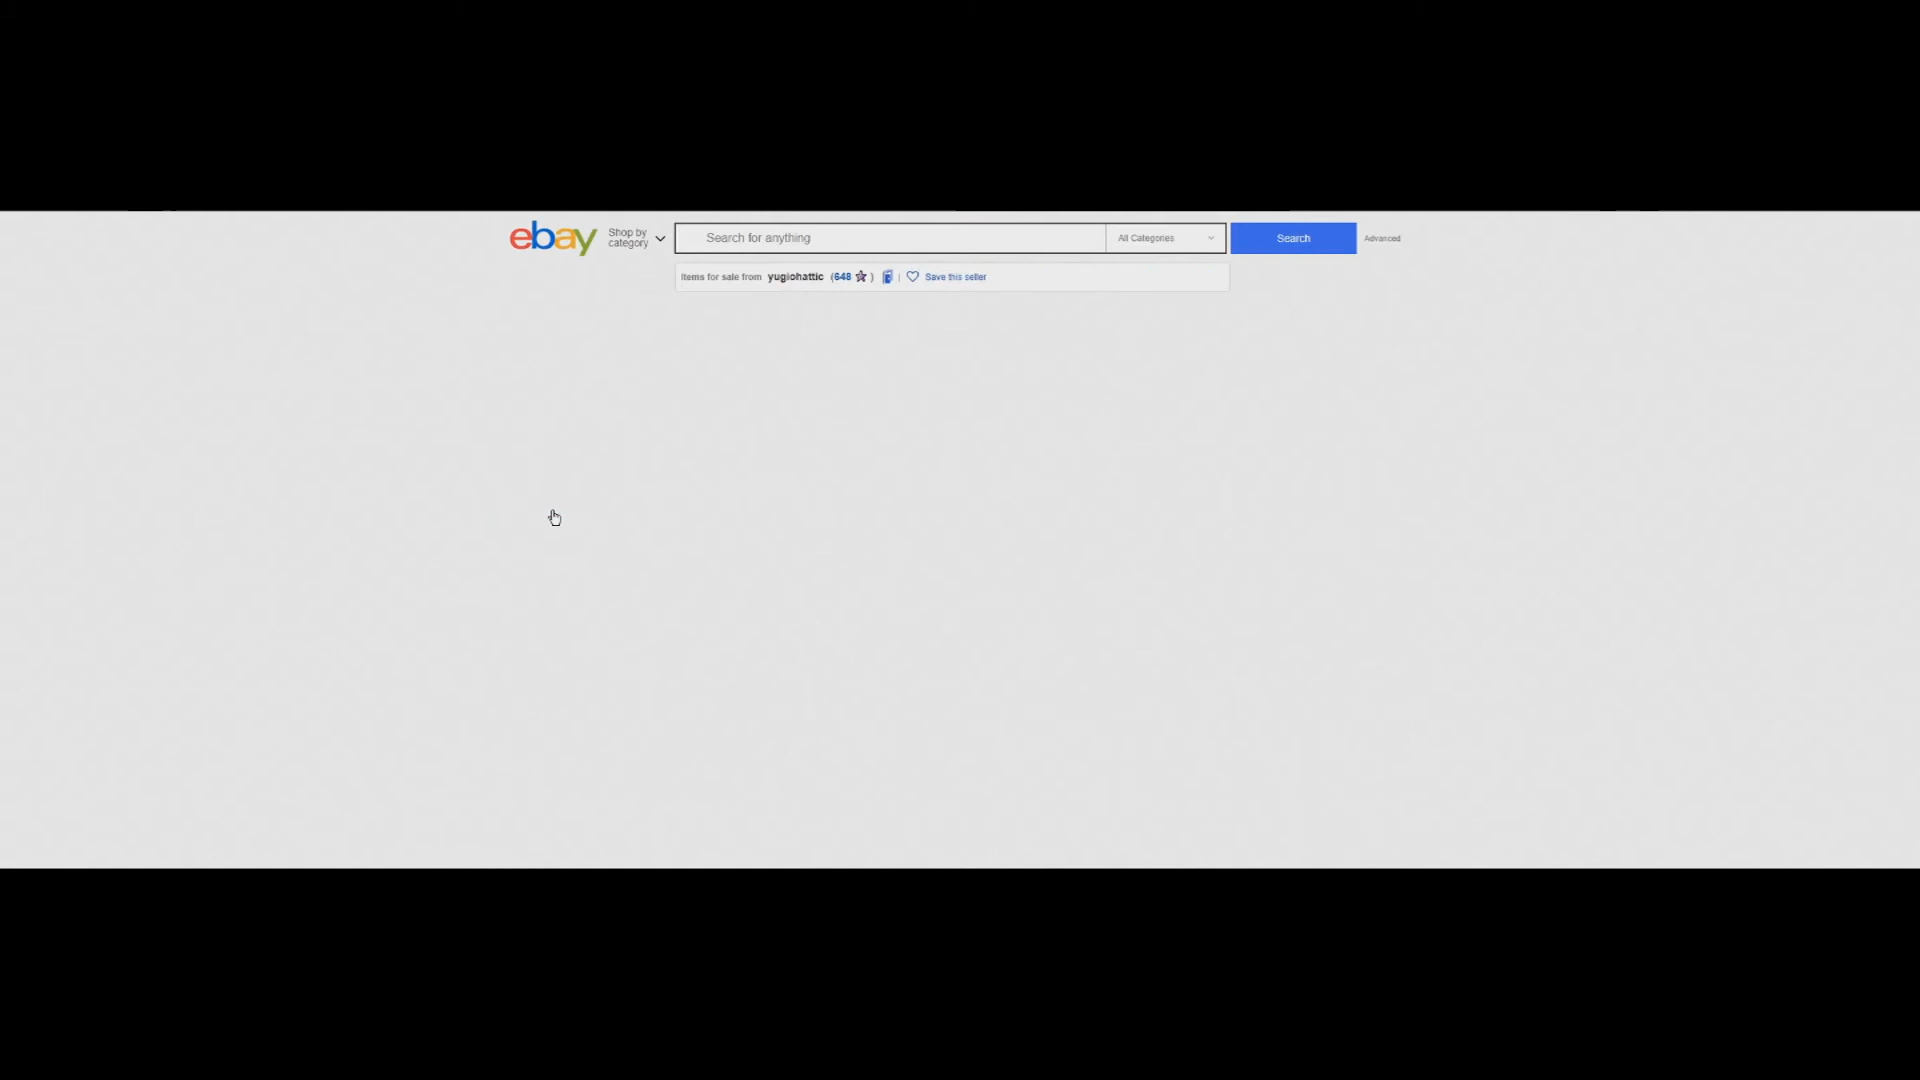 ebay
Shop by
category
Search for anything
All Categories
Search
Advanced
Items for sale from yugiohattic (648 ) | Save this seller